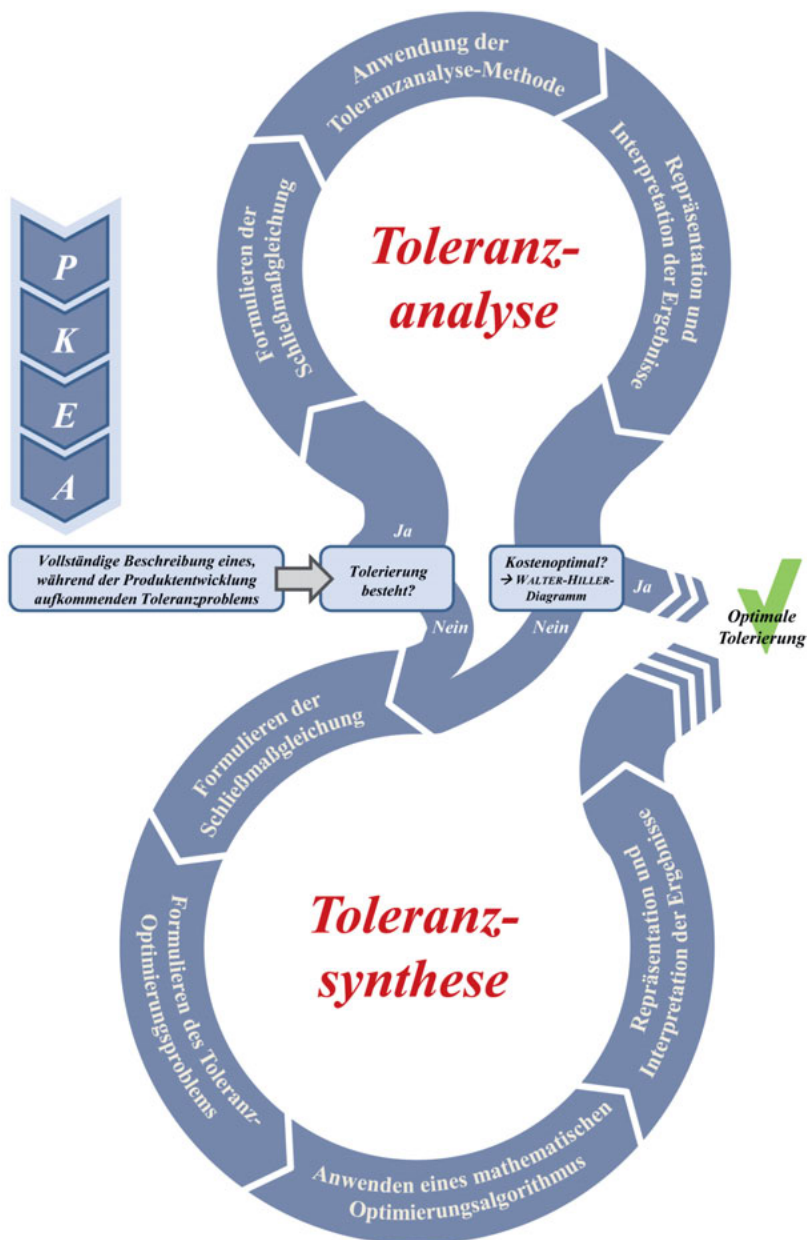 Anwendung der
Toleranzanalyse-Methode
Repräsentation und
Interpretation der Ergebnisse
Formulieren der
Schließmaßgleichung
Toleranz-
analyse
P
K
E
A
Ja
Vollständige Beschreibung eines,
während der Produktentwicklung
aufkommenden Toleranzproblems
Tolerierung
besteht?
Kostenoptimal?
→ WALTER-HILLER-
Diagramm
Ja
Nein
Nein
Optimale
Tolerierung
Formulieren der
Schließmaßgleichung
Formulieren des Toleranz-
Optimierungsproblems
Toleranz-
synthese
Anwenden eines mathematischen
Optimierungsalgorithmus
Repräsentation und
Interpretation der Ergebnisse